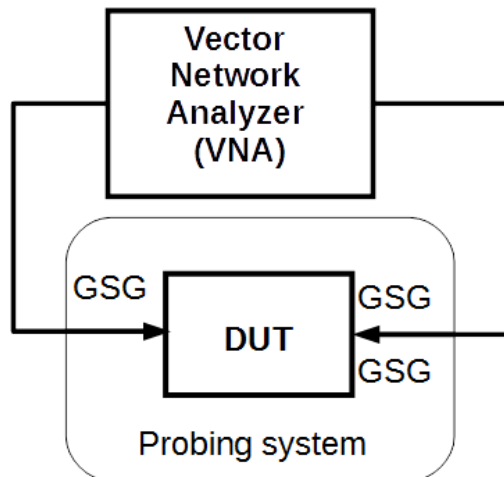 Vector
Network
Analyzer
(VNA)
GSG
GSG
DUT
GSG
Probing system